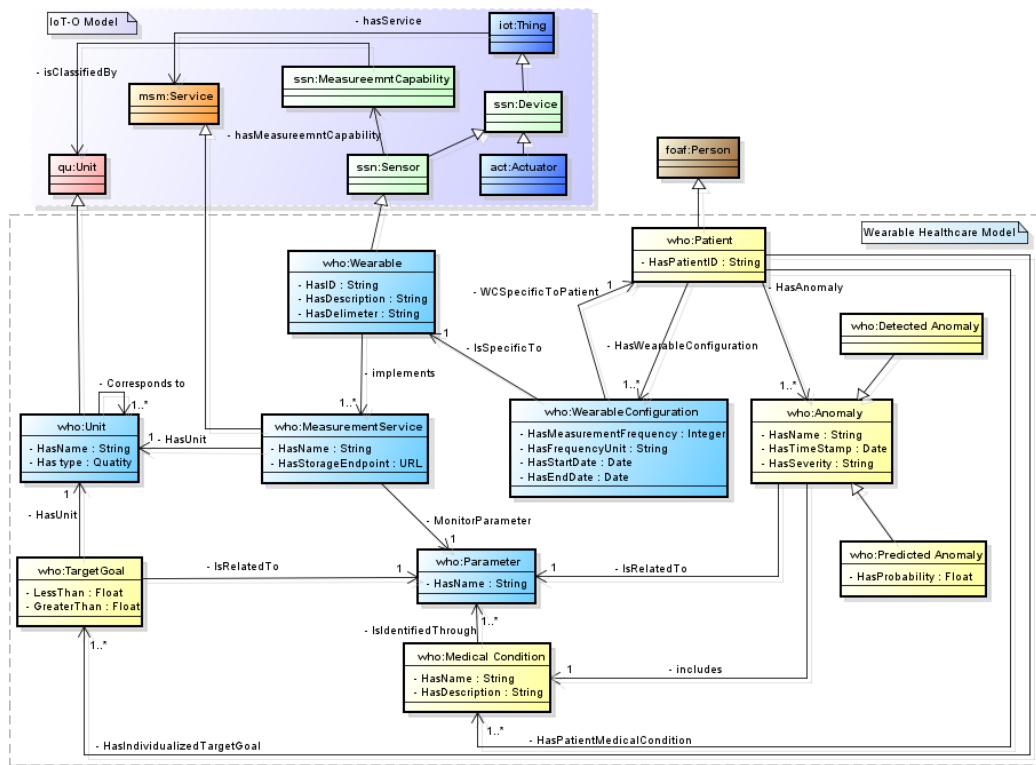 IoT-O Model
- hasService
iot:Thing
- isClassifiedBy
ssn:MeasureemntCapability
msm:Service
ssn:Device
- hasMeasureemntCapability
foaf:Person
qu:Unit
ssn:Sensor
act:Actuator
Wearable Healthcare Model
who:Patient
- HasPatientID : String
who:Wearable
- HasID : String
- HasDescription : String
- HasDelimeter : String
- WCSpecificToPatient
1
- HasAnomaly
who:Detected Anomaly
1
- IsSpecificTo
- HasWearableConfiguration
- implements
- Corresponds to
1..*
1..*
1..*
1..*
who:Unit
- HasName : String
- Has type : Quatity
1
- HasUnit
who:MeasurementService
- HasName : String
- HasStorageEndpoint : URL
who:WearableConfiguration
- HasMeasurementFrequency : Integer
- HasFrequencyUnit : String
- HasStartDate : Date
- HasEndDate : Date
who:Anomaly
- HasName : String
- HasTimeStamp : Date
- HasSeverity : String
1
- HasUnit
- MonitorParameter
1
who:TargetGoal
- LessThan : Float
- GreaterThan : Float
- IsRelatedTo
1
who:Parameter
- HasName : String
1
- IsRelatedTo
who:Predicted Anomaly
- HasProbability : Float
1..*
- IsIdentifiedThrough
1..*
who:Medical Condition
- HasName : String
- HasDescription : String
1
- includes
1..*
- HasIndividualizedTargetGoal
- HasPatientMedicalCondition